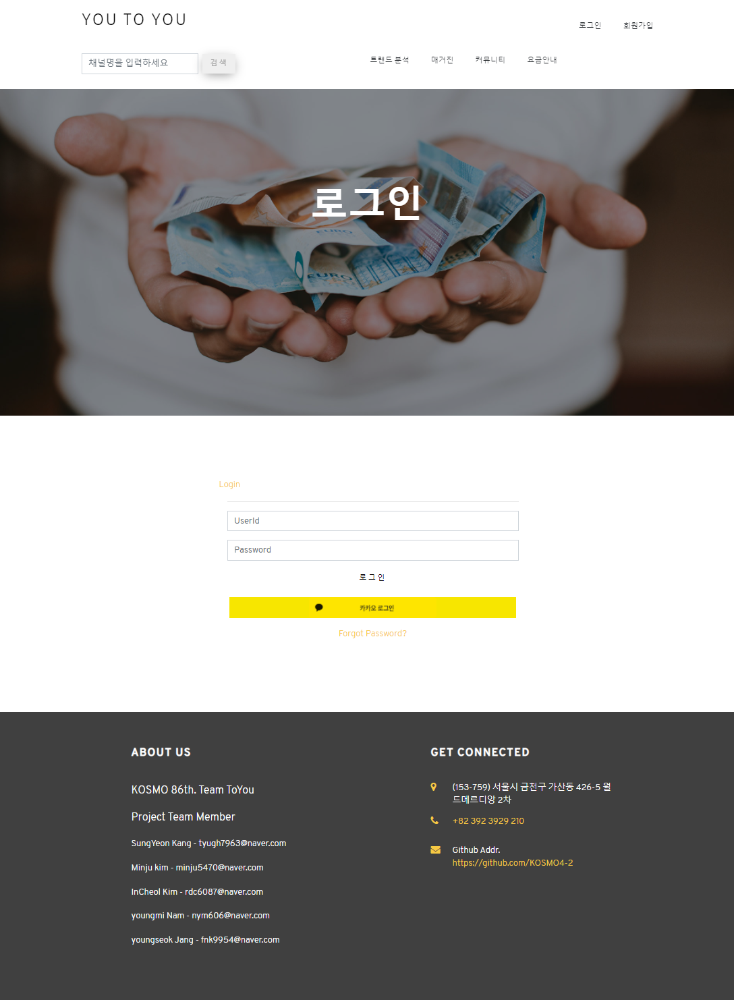 YOU TO YOU
로그인 회원가입
채널명을 입력하세요 검색 트랜드 분석 매거진 커뮤니티 요금안내
로그인
EURO
EURO
Login
UserId
Password
로그인
카카오 로그인
Forgot Password?
ABOUT US
KOSMO 86th. Team ToYou
Project Team Member
SungYeon Kang - tyugh7963@naver.com
Minju kim - minju5470@naver.com
InCheol Kim - rdc6087@naver.com
youngmi Nam - nym606@naver.com
youngseok Jang - fnk9954@naver.com
GET CONNECTED
(153-759) 서울시 금천구 가산동 426-5 월
드메르디앙 2차
+82 392 3929 210
Github Addr.
https://github.com/KOSMO4-2